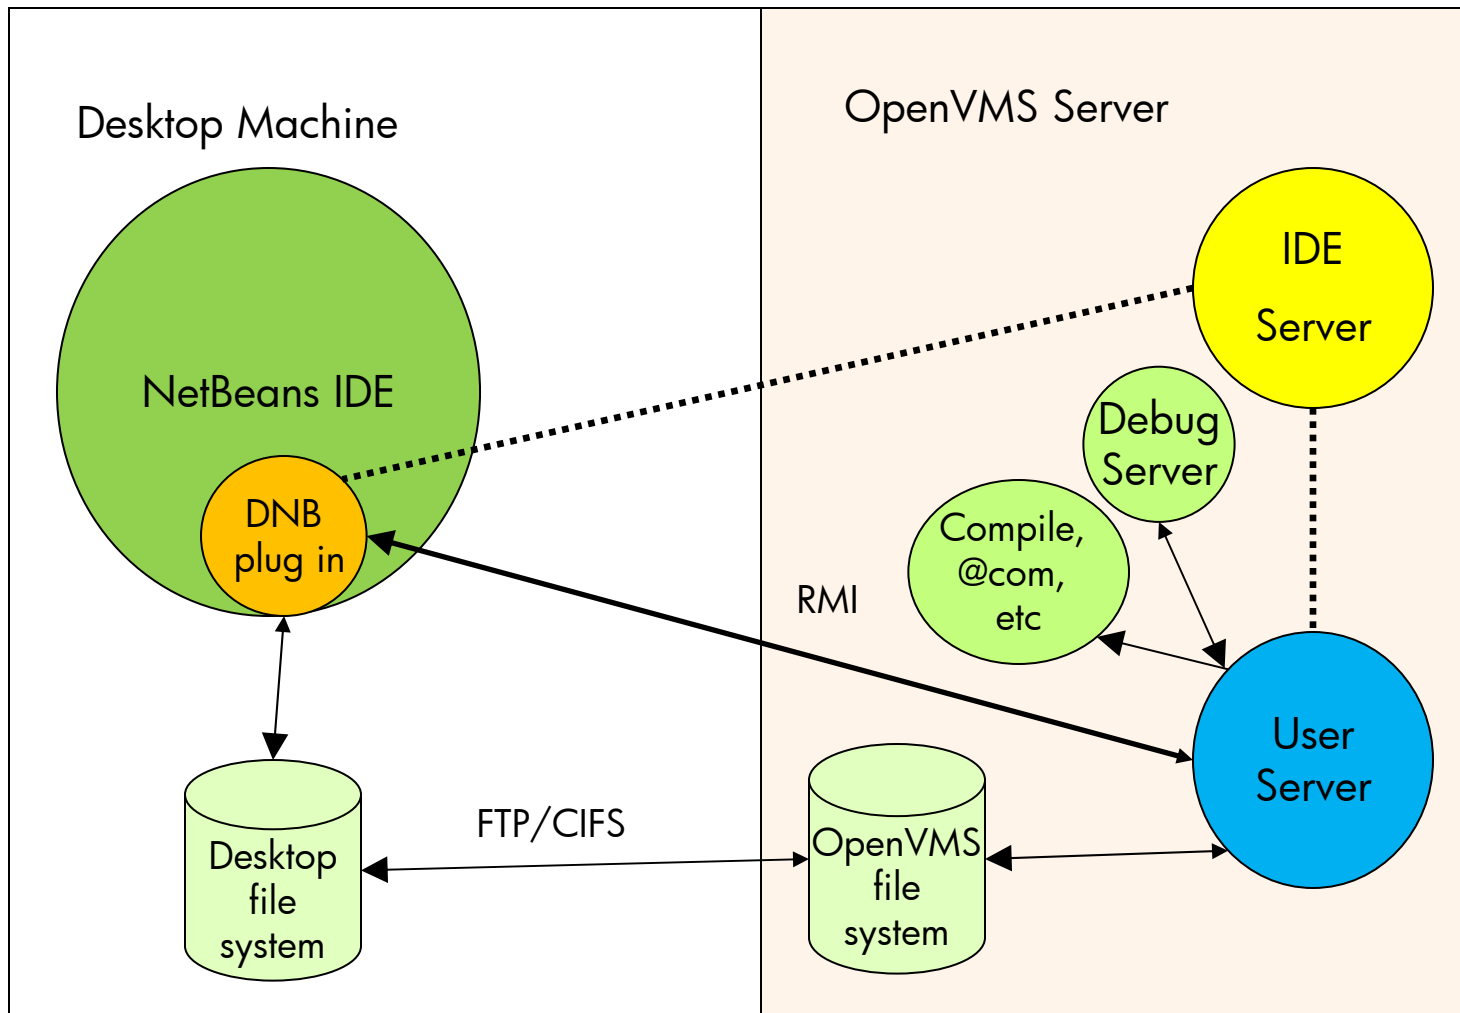 Desktop Machine
OpenVMS Server
NetBeans IDE
DNB
plug in
IDE
Server
Debug
Server
Compile,
@com,
etc
RMI
User
Server
FTP/CIFS
Desktop
file
system
OpenVMS
file
system